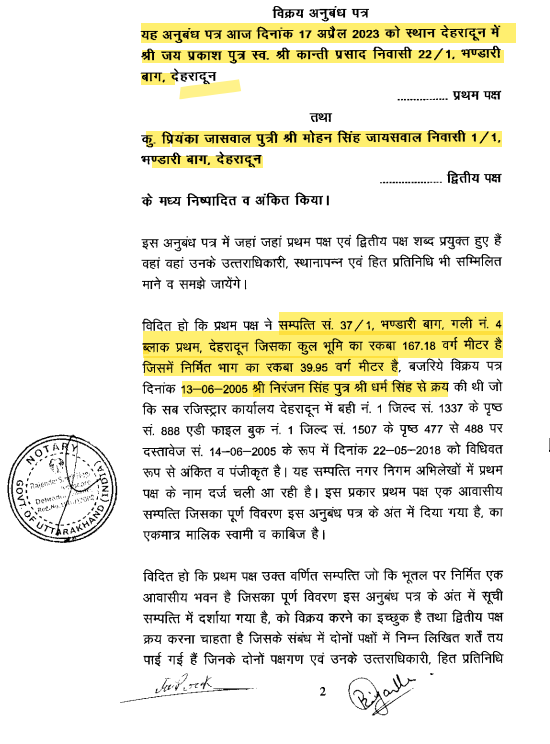 विक्रय अनुबंध पत्र
यह अनुबंध पत्र आज दिनांक 17 अप्रैल 2023 को स्थान देहरादून में
श्री जय प्रकाश पुत्र स्व. श्री कान्ती प्रसाद निवासी 22/1, भण्डारी
बाग, देहरादून
.............. प्रथम पक्ष
तथा
कु. प्रियंका जासवाल पुत्री श्री मोहन सिंह जायसवाल निवासी 1/1,
भण्डारी बाग, देहरादून
................ द्वितीय पक्ष
के मध्य निष्पादित व अंकित किया।
इस अनुबंध पत्र में जहां जहां प्रथम पक्ष एवं द्वितीय पक्ष शब्द प्रयुक्त हुए हैं
वहां वहां उनके उत्तराधिकारी, स्थानापन्न एवं हित प्रतिनिधि भी सम्मिलित
माने व समझे जायेंगे।
विदित हो कि प्रथम पक्ष ने सम्पत्ति सं. 37/1, भण्डारी बाग, गली नं. 4
ब्लाक प्रथम, देहरादून जिसका कुल भूमि का रकबा 167.18 वर्ग मीटर है
जिसमें निर्मित भाग का रकबा 39.95 वर्ग मीटर है, बजरिये विक्रय पत्र
दिनांक 13-06-2005 श्री निरंजन सिंह पुत्र श्री धर्म सिंह से क्रय की थी जो
कि सब रजिस्ट्रार कार्यालय देहरादून में बही नं. 1 जिल्द सं. 1337 के पृष्ठ
सं. 888 एडी फाइल बुक नं. 1 जिल्द सं. 1507 के पृष्ठ 477 से 488 पर
दस्तावेज सं. 14-06-2005 के रूप में दिनांक 22-05-2018 को विधिवत
रूप से अंकित व पंजीकृत है। यह सम्पत्ति नगर निगम अभिलेखों में प्रथम
पक्ष के नाम दर्ज चली आ रही है। इस प्रकार प्रथम पक्ष एक आवासीय
सम्पत्ति जिसका पूर्ण विवरण इस अनुबंध पत्र के अंत में दिया गया है, का
एकमात्र मालिक स्वामी व काबिज है।
NOTARY
GOVT. OF UTTARAKHAND (INDIA)
विदित हो कि प्रथम पक्ष उक्त वर्णित सम्पत्ति जो कि भूतल पर निर्मित एक
आवासीय भवन है जिसका पूर्ण विवरण इस अनुबंध पत्र के अंत में सूची
सम्पत्ति में दर्शाया गया है, को विक्रय करने का इच्छुक है तथा द्वितीय पक्ष
क्रय करना चाहता है जिसके संबंध में दोनों पक्षों में निम्न लिखित शर्तें तय
पाई गई हैं जिनके दोनों पक्षगण एवं उनके उत्तराधिकारी, हित प्रतिनिधि
2